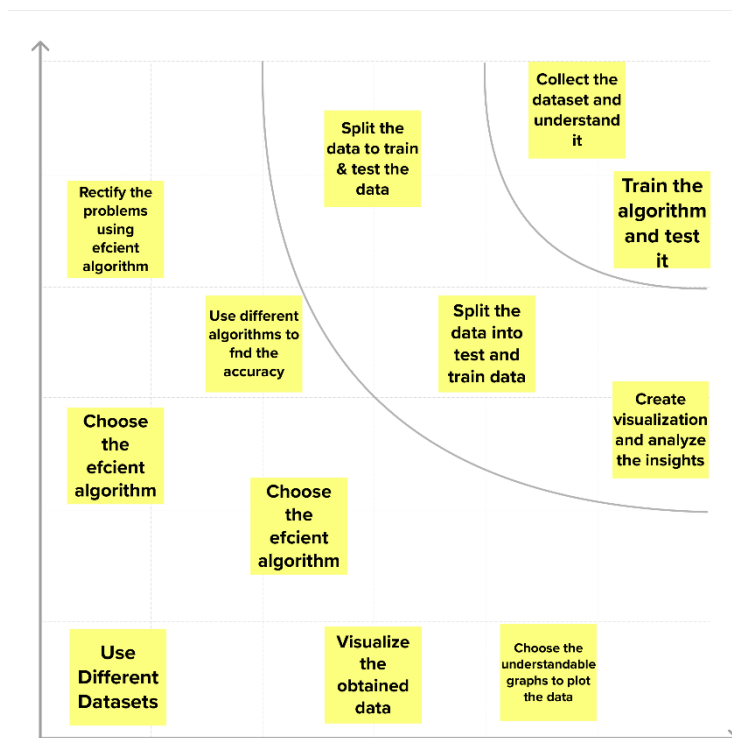 Collect the
dataset and
understand
it
Split the
data to train
& test the
data
Train the
algorithm
and test
it
Rectify the
problems
using
efcient
algorithm
Use different
algorithms to
fnd the
accuracy
Split the
data into
test and
train data
Create
visualization
and analyze
the insights
Choose
the
efcient
algorithm
Choose
the
efcient
algorithm
Use
Different
Datasets
Visualize
the
obtained
data
Choose the
understandable
graphs to plot
the data